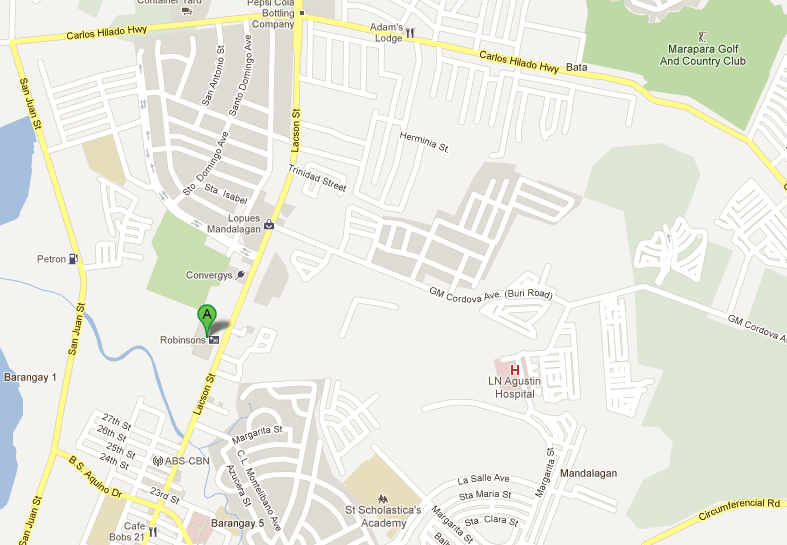 Container Yard
Pepsi Cola
Bottling
Company
Adam's
Lodge
Carlos Hilado Hwy
Carlos Hilado Hwy
Bata
Marapara Golf
And Country Club
San Juan St
San Antonio St
Santo Domingo Ave
Lacson St
Herminia St
Sto Domingo Ave
Trinidad Street
Sta. Isabel
Lopues
Mandalagan
Petron
Convergys
GM Cordova Ave. (Buri Road)
A
Robinsons
San Juan St
GM Cordova A
Barangay 1
Lacson St
H
LN Agustin
Hospital
27th St
26th St
25th St
24th St
Margarita St
ABS-CBN
C.L. Montelibano Ave
Azucera St
B.S. Aquino Dr
23rd St
La Salle Ave
Sta Maria St
Sta Clara St
Margarita St
Mandalagan
Margarita St
San Juan St
St Scholastica's
Academy
Circumferencial Rd
Cafe
Bobs 21
Barangay 5